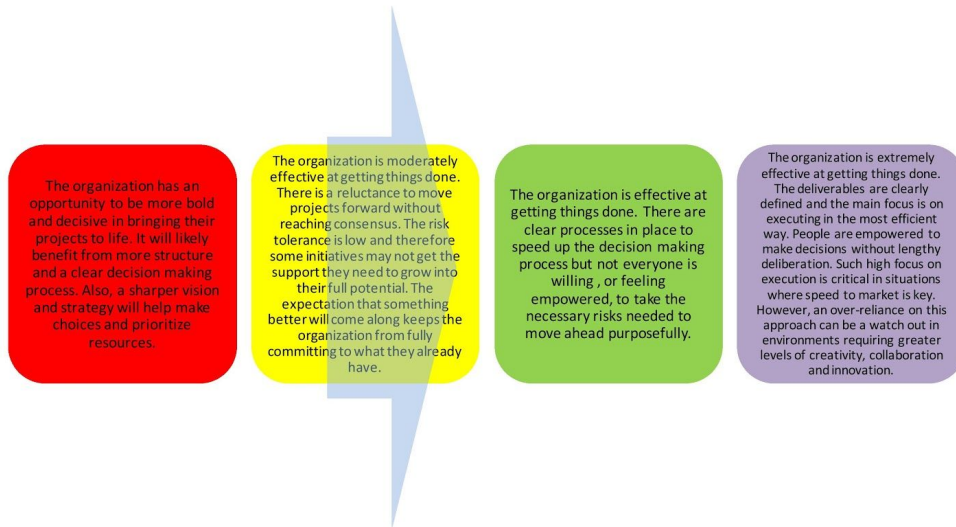 The organization has an
opportunity to be more bold
and decisive in bringing their
projects to life. It will likely
benefit from more structure
and a clear decision making
process. Also, a sharper vision
and strategy will help make
choices and prioritize
resources.
The organization is moderately
effective at getting things done.
There is a reluctance to move
projects forward without
reaching consensus. The risk
tolerance is low and therefore
some initiatives may not get the
support they need to grow into
their full potential. The
expectation that something
better will come along keeps the
organization from fully
committing to what they already
have.
The organization is effective at
getting things done. There are
clear processes in place to
speed up the decision making
process but not everyone is
willing , or feeling
empowered, to take the
necessary risks needed to
move ahead purposefully.
The organization is extremely
effective at getting things done.
The deliverables are clearly
defined and the main focus is on
executing in the most efficient
way. People are empowered to
make decisions without lengthy
deliberation. Such high focus on
execution is critical in situations
where speed to market is key.
However, an over-reliance on this
approach can be a watch out in
environments requiring greater
levels of creativity, collaboration
and innovation.